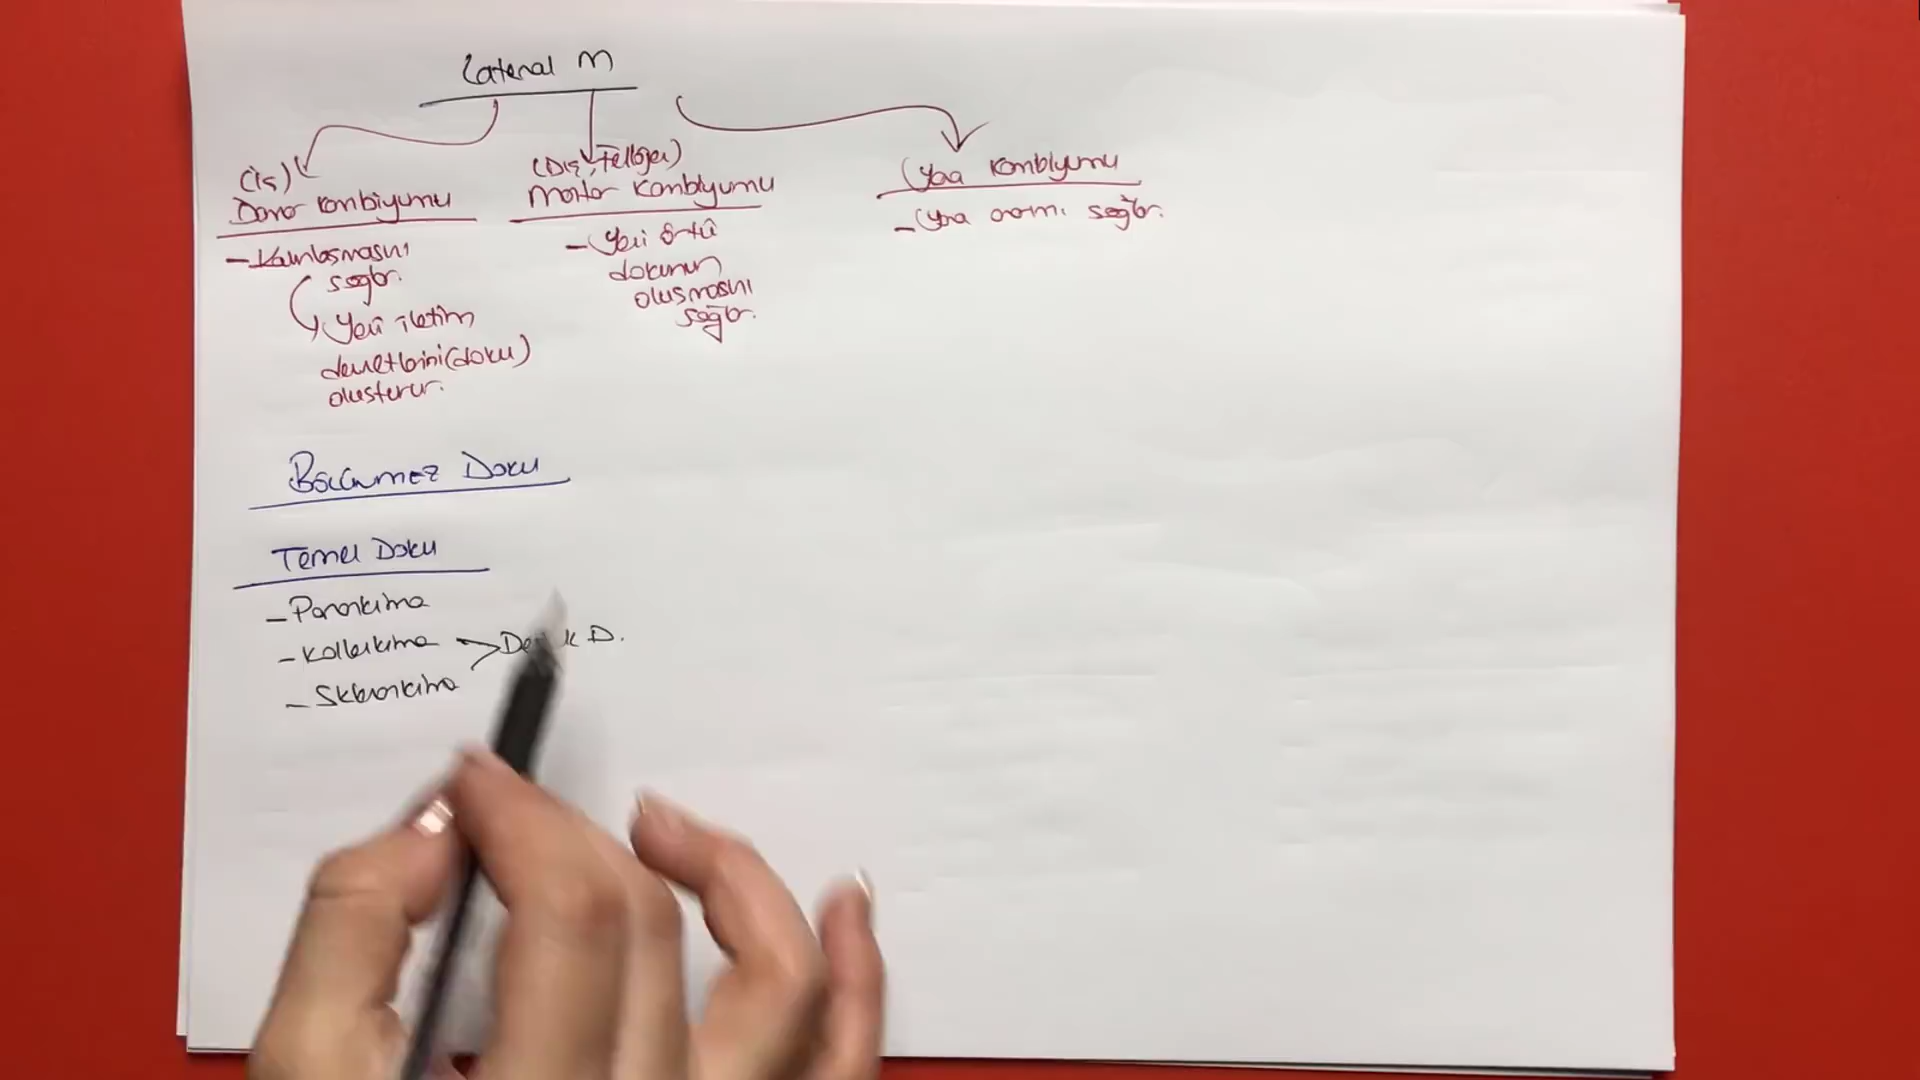 Lateral M
(İç)
Damar kambiyumu
- Kalınlaşmasını
sağlar.
Yeni iletim
demetlerini (doku)
oluşturur.
(Dış, Fellojen)
Mantar kambiyumu
- Yeni örtü
dokunun
oluşmasını
sağlar.
Yara kambiyumu
- Yara onarımı sağlar.
Bölünmez Doku
Temel Doku
- Parankima
- Kollenkima
- Sklerankima
D.